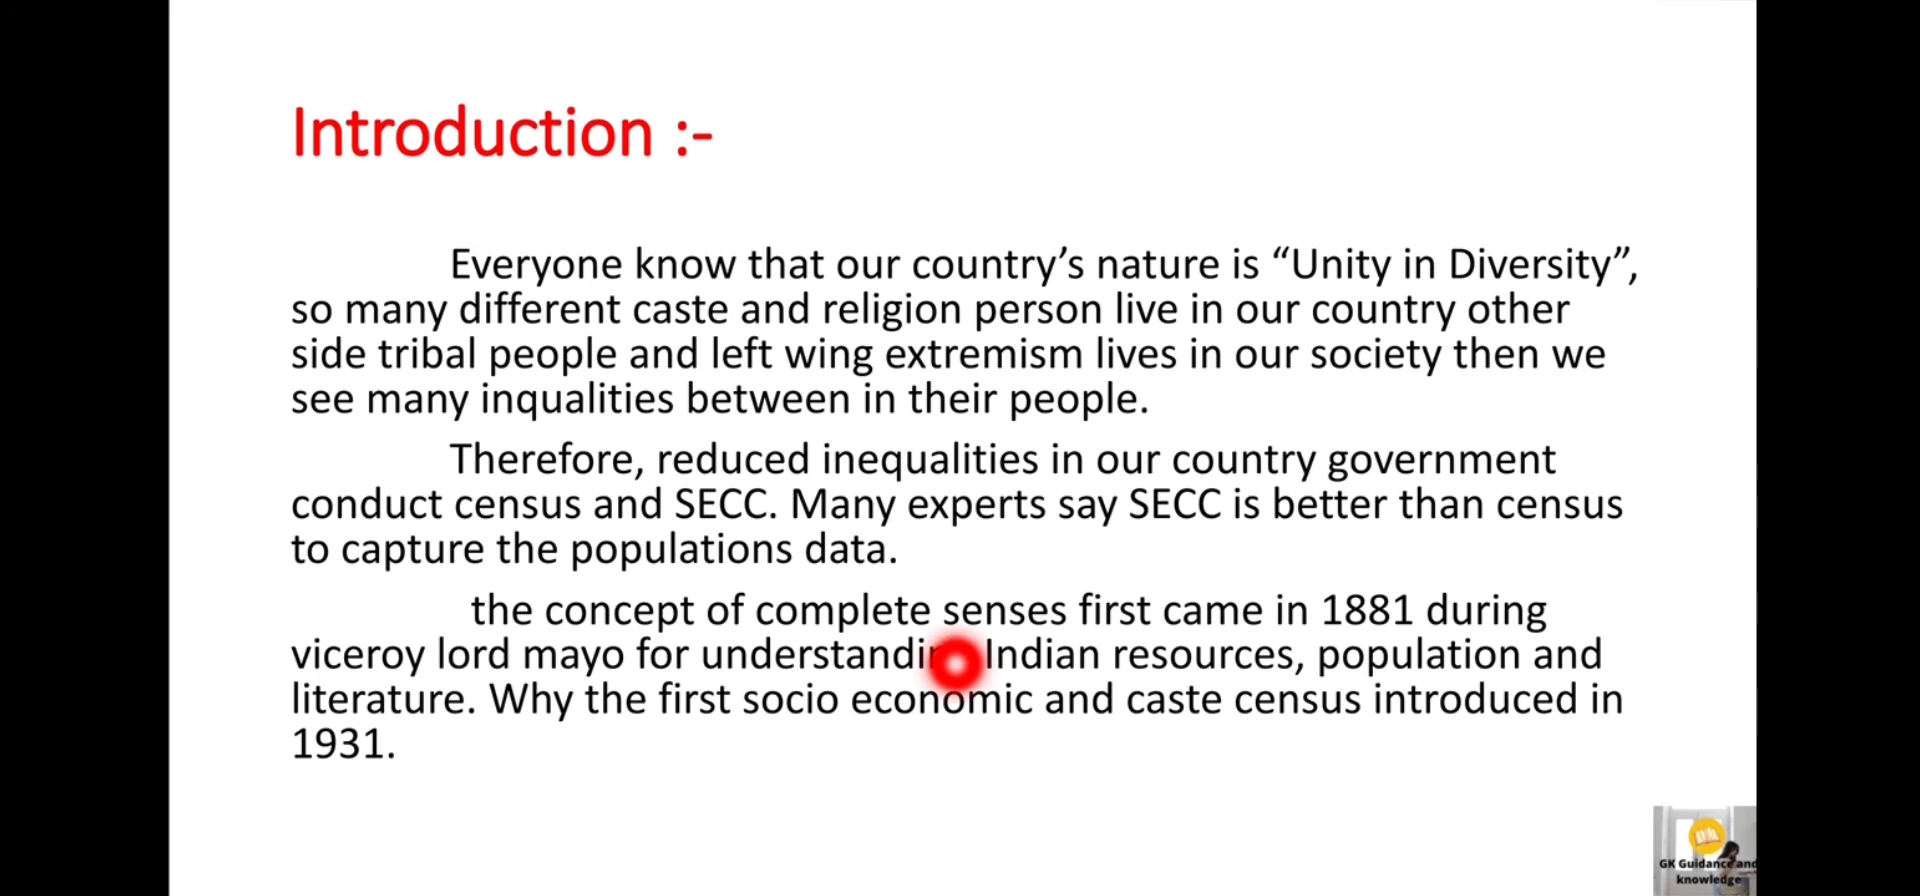 Introduction :-
Everyone know that our country’s nature is “Unity in Diversity”,
so many different caste and religion person live in our country other
side tribal people and left wing extremism lives in our society then we
see many inqualities between in their people.
Therefore, reduced inequalities in our country government
conduct census and SECC. Many experts say SECC is better than census
to capture the populations data.
the concept of complete senses first came in 1881 during
viceroy lord mayo for Indian resources, population and
literature. Why the first socio economic and caste census introduced in
1931.
GK Guidance and
knowledge